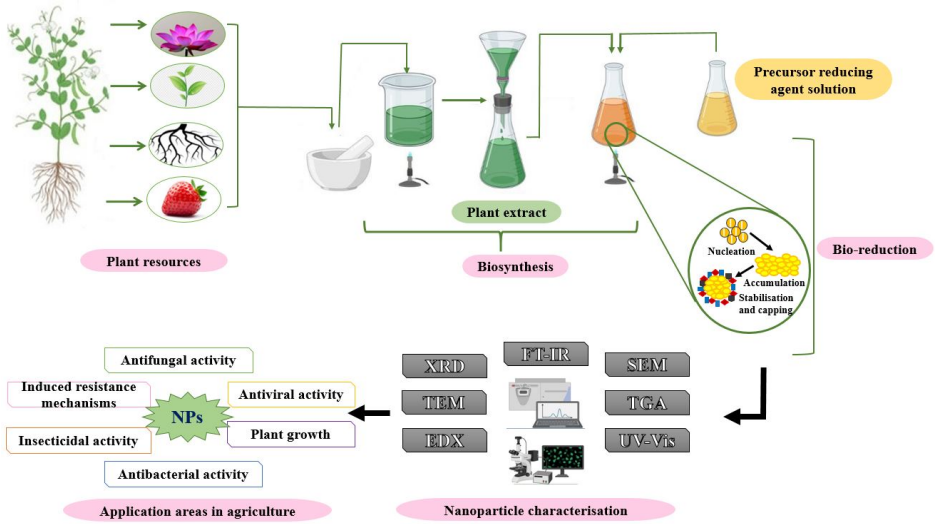 Precursor reducing
agent solution
Plant extract
Plant resources
Biosynthesis
Bio-reduction
Nucleation
Accumulation
Stabilisation
and capping
Antifungal activity
Induced resistance
mechanisms
Antiviral activity
NPs
Insecticidal activity
Plant growth
Antibacterial activity
Application areas in agriculture
XRD
FT-IR
SEM
TEM
TGA
EDX
UV-Vis
Nanoparticle characterisation